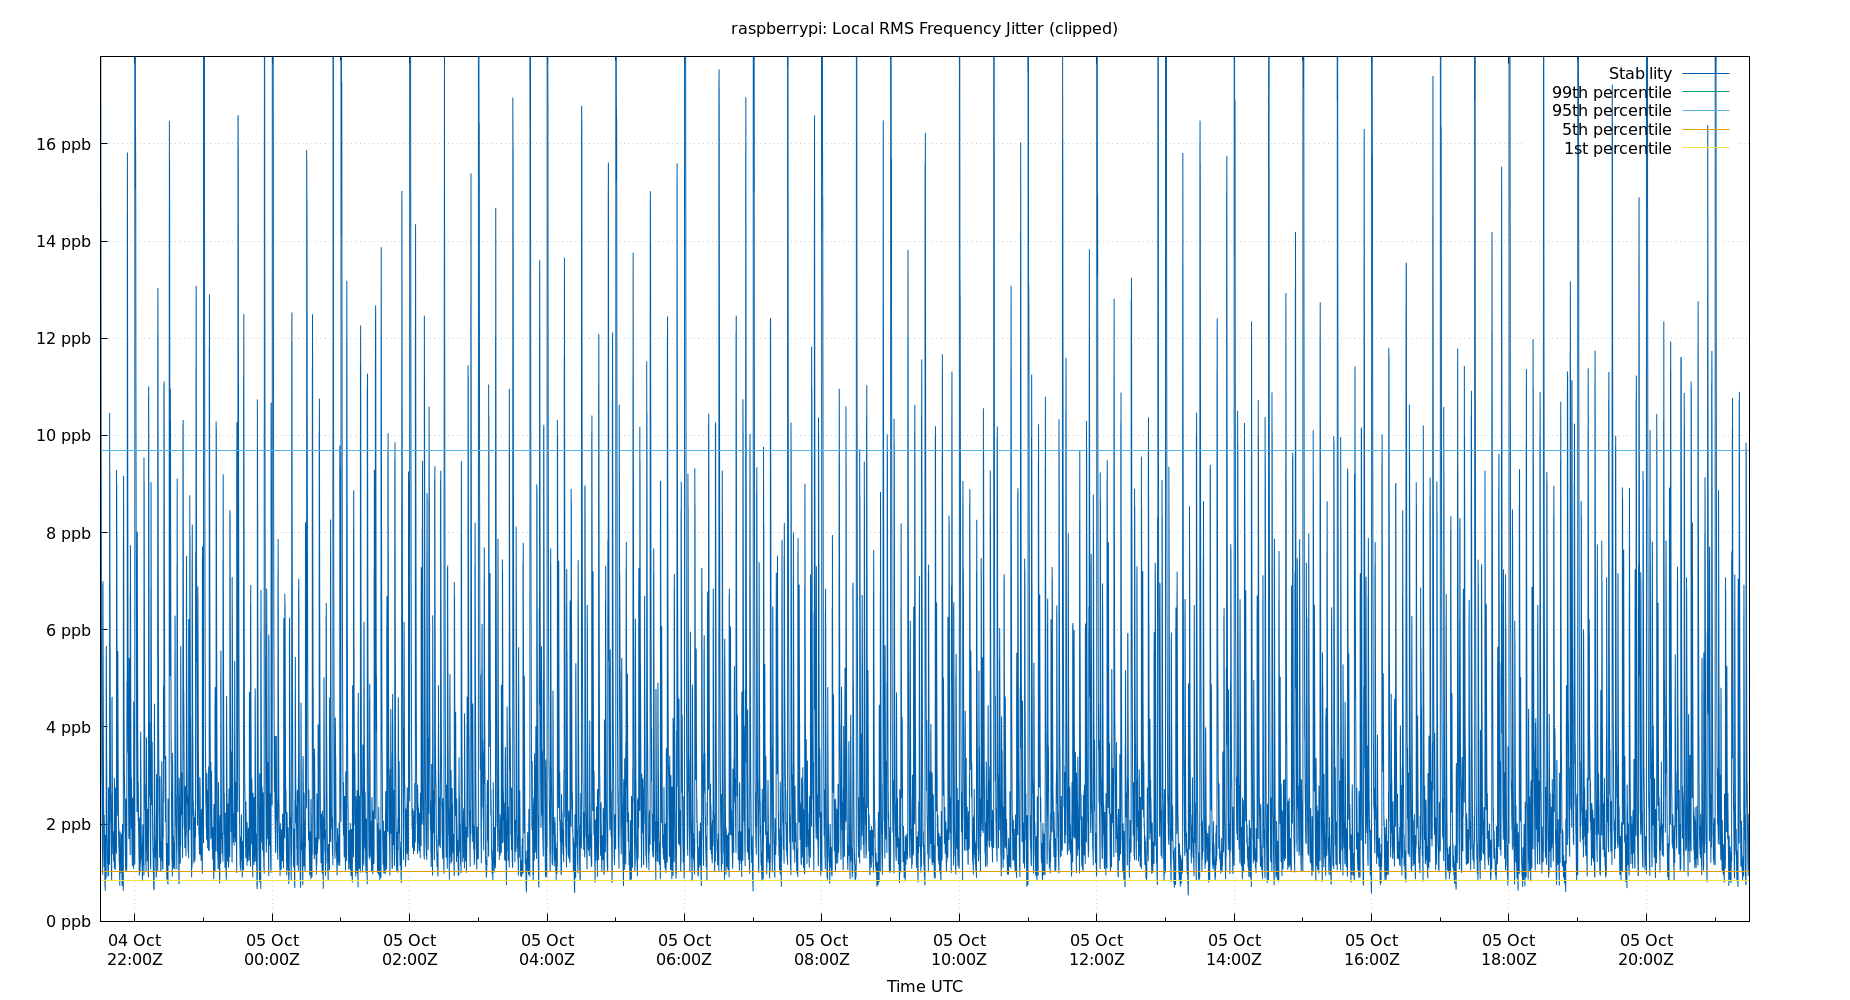 raspberrypi: Local RMS Frequency Jitter (clipped)
Stability
99th percentile
95th percentile
5th percentile
1st percentile
16 ppb
14 ppb
12 ppb
10 ppb
8 ppb
6 ppb
4 ppb
2 ppb
0 ppb
04 Oct 05 Oct 05 Oct 05 Oct 05 Oct 05 Oct 05 Oct 05 Oct 05 Oct 05 Oct 05 Oct 05 Oct
22:00Z 00:00Z 02:00Z 04:00Z 06:00Z 08:00Z 10:00Z 12:00Z 14:00Z 16:00Z 18:00Z 20:00Z
Time UTC